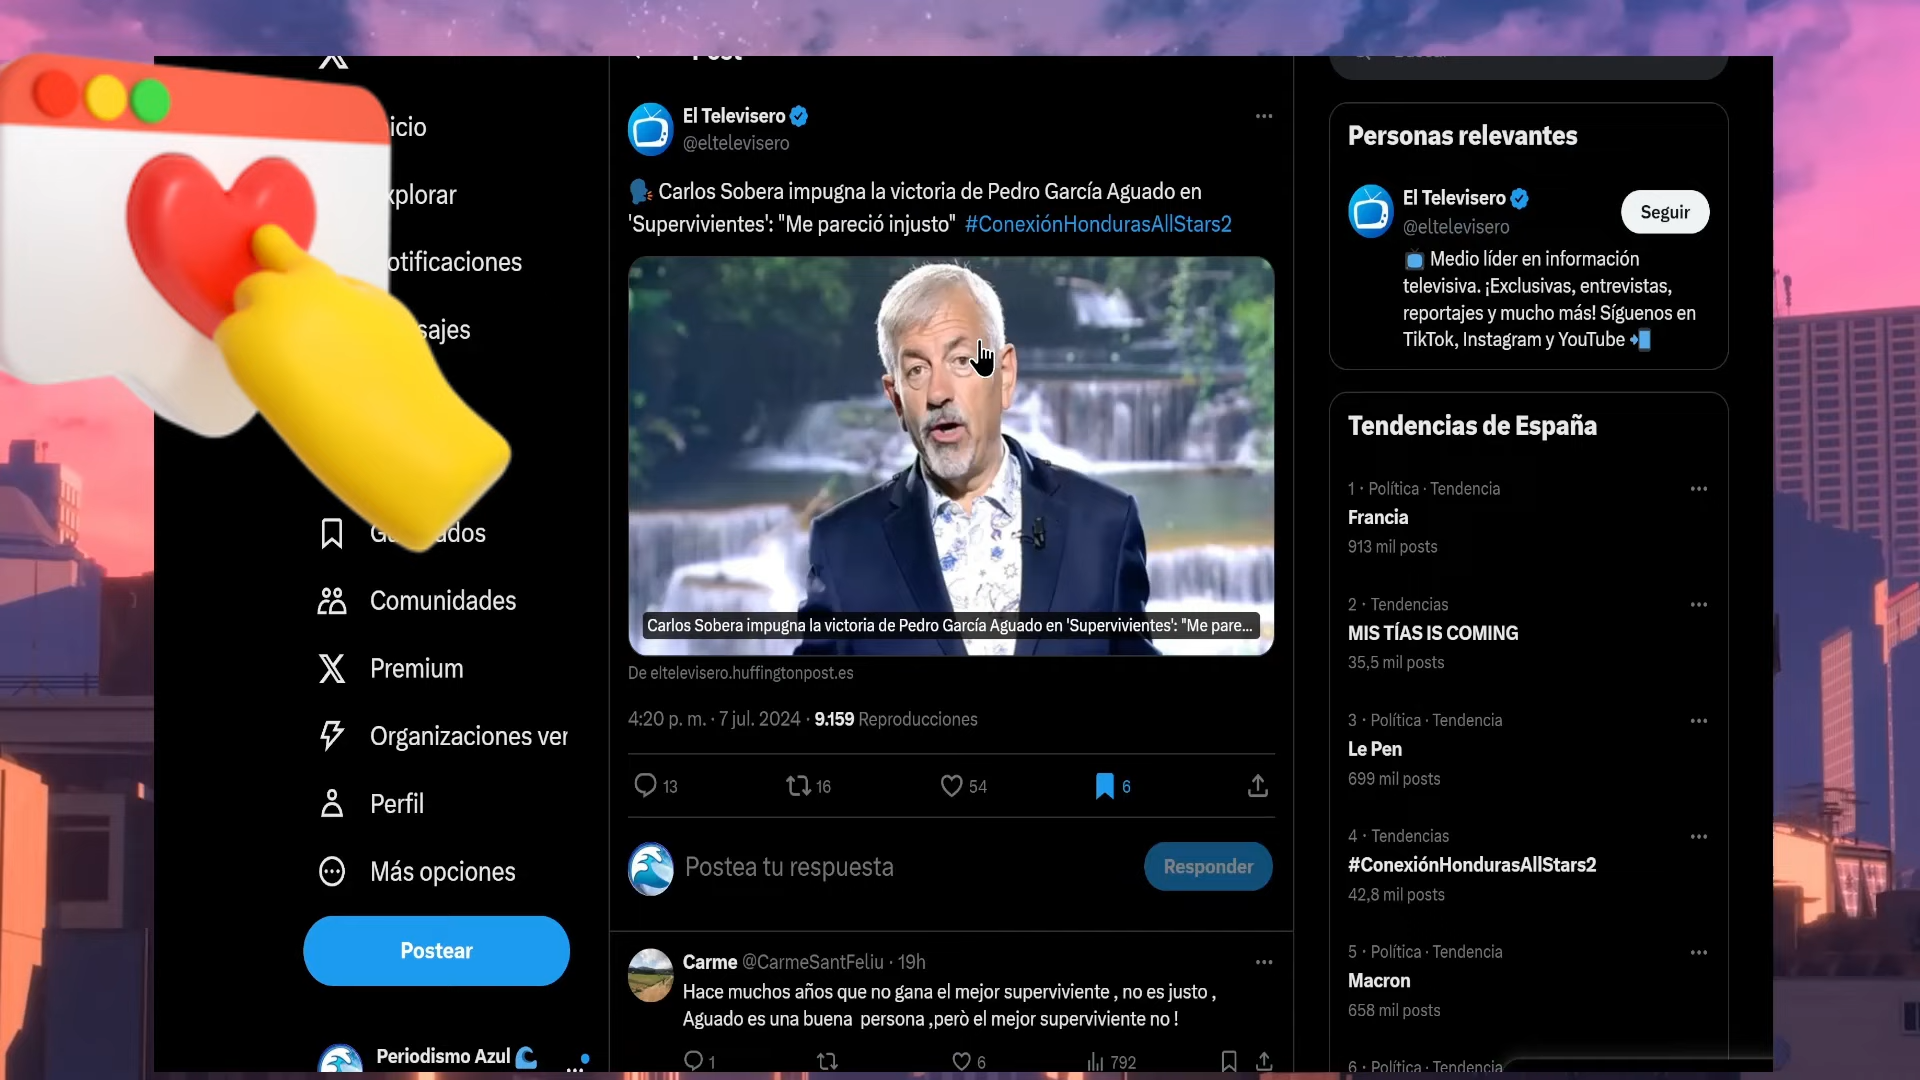 Post
icio
xplorar
otificaciones
sajes
Comunidades
Premium
Organizaciones ver
Perfil
Más opciones
Postear
Periodismo Azul
El Televisero
@eltelevisero
Carlos Sobera impugna la victoria de Pedro García Aguado en
'Supervivientes': "Me pareció injusto" #ConexiónHondurasAllStars2
Carlos Sobera impugna la victoria de Pedro García Aguado en 'Supervivientes': "Me pare...
De eltelevisero.huffingtonpost.es
4:20 p. m. · 7 jul. 2024 · 9.159 Reproducciones
13 16 54 6
Postea tu respuesta
Responder
Carme @CarmeSantFeliu · 19h
Hace muchos años que no gana el mejor superviviente , no es justo ,
Aguado es una buena persona ,però el mejor superviviente no !
1 6 792
Personas relevantes
El Televisero
@eltelevisero
Seguir
Medio líder en información
televisiva. ¡Exclusivas, entrevistas,
reportajes y mucho más! Síguenos en
TikTok, Instagram y YouTube
Tendencias de España
1 · Política · Tendencia
Francia
913 mil posts
2 · Tendencias
MIS TÍAS IS COMING
35,5 mil posts
3 · Política · Tendencia
Le Pen
699 mil posts
4 · Tendencias
#ConexiónHondurasAllStars2
42,8 mil posts
5 · Política · Tendencia
Macron
658 mil posts
6 · Política · Tendencia